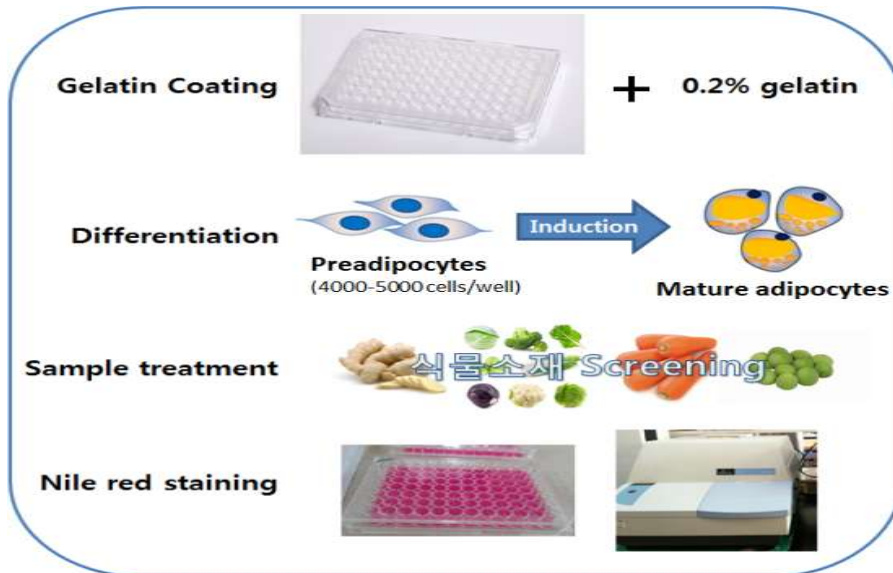 Gelatin Coating + 0.2% gelatin
Differentiation
Induction
Preadipocytes
(4000-5000 cells/well)
Mature adipocytes
Sample treatment
식물소재 Screening
Nile red staining